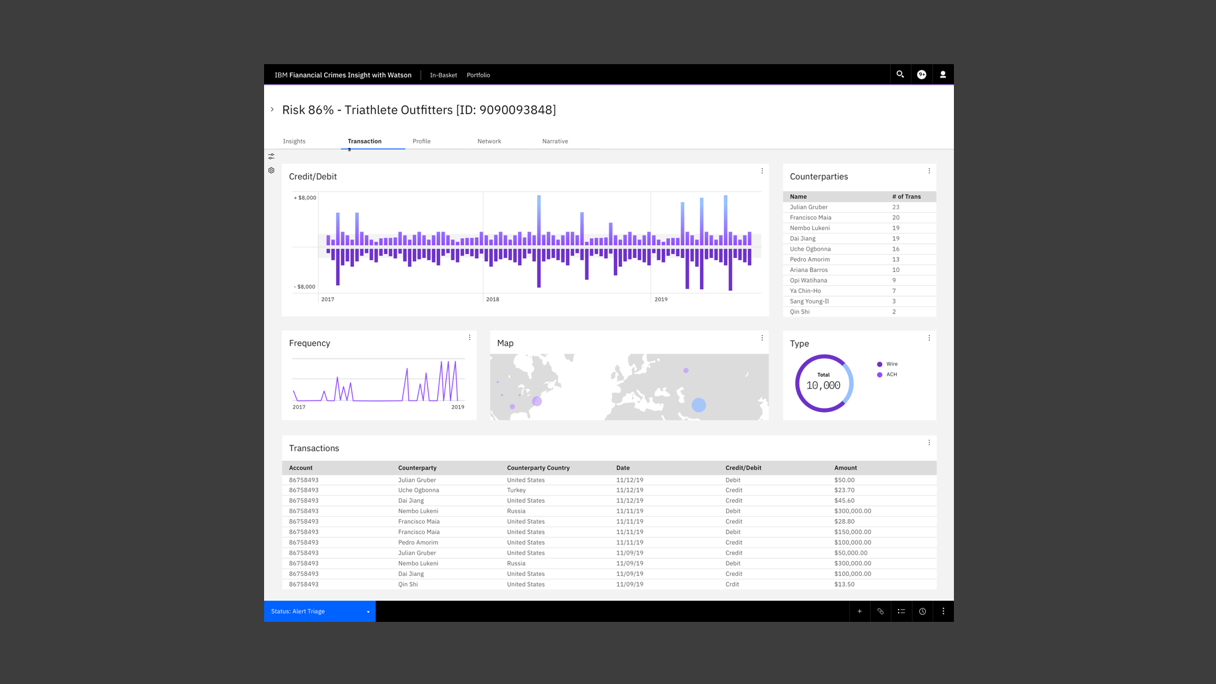 IBM Fianancial Crimes Insight with Watson In-Basket Portfolio 9+
Risk 86% - Triathlete Outfitters [ID: 9090093848]
Insights Transaction Profile Network Narrative
Credit/Debit
+ $8,000
- $8,000
2017 2018 2019
Counterparties
Name # of Trans
Julian Gruber 23
Francisco Maia 20
Nembo Lukeni 19
Dai Jiang 19
Uche Ogbonna 16
Pedro Amorim 13
Ariana Barros 10
Opi Watihana 9
Ya Chin-Ho 7
Sang Young-Il 3
Qin Shi 2
Frequency
2017 2019
Map
Type
Total
10,000
Wire
ACH
Transactions
Account Counterparty Counterparty Country Date Credit/Debit Amount
86758493 Julian Gruber United States 11/12/19 Debit $50.00
86758493 Uche Ogbonna Turkey 11/12/19 Credit $23.70
86758493 Dai Jiang United States 11/12/19 Credit $45.60
86758493 Nembo Lukeni Russia 11/11/19 Debit $300,000.00
86758493 Francisco Maia United States 11/11/19 Credit $28.80
86758493 Francisco Maia United States 11/11/19 Debit $150,000.00
86758493 Pedro Amorim United States 11/11/19 Credit $100,000.00
86758493 Julian Gruber United States 11/09/19 Credit $50,000.00
86758493 Nembo Lukeni Russia 11/09/19 Debit $300,000.00
86758493 Dai Jiang United States 11/09/19 Credit $100,000.00
86758493 Qin Shi United States 11/09/19 Crdit $13.50
Status: Alert Triage